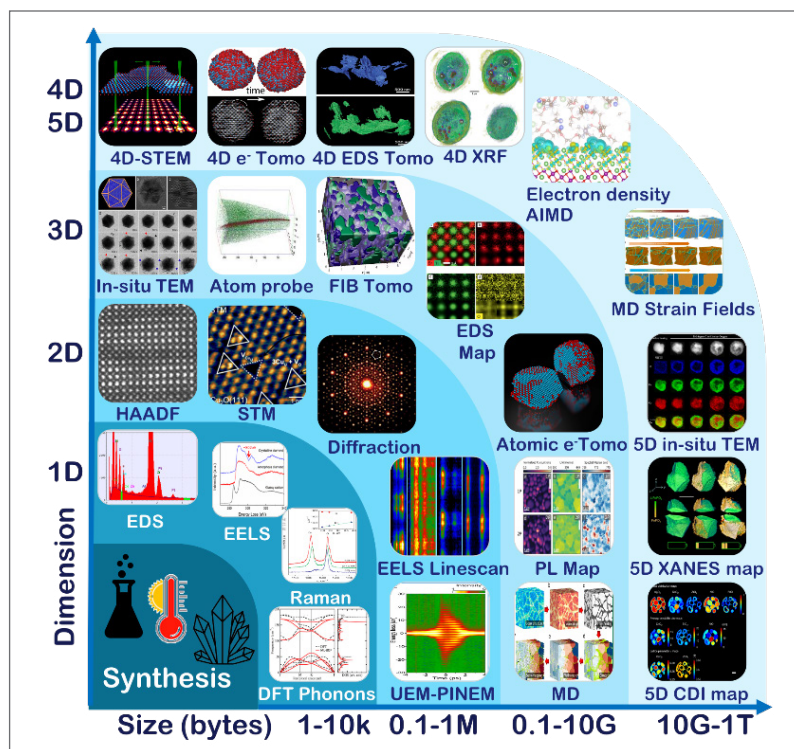 4D
5D
3D
2D
1D
Dimension
4D-STEM
4D e- Tomo
time
4D EDS Tomo
4D XRF
Electron density
AIMD
In-situ TEM
Atom probe
FIB Tomo
EDS
Map
MD Strain Fields
HAADF
STM
Diffraction
Atomic e-Tomo
5D in-situ TEM
EDS
EELS
Raman
EELS Linescan
PL Map
5D XANES map
Synthesis
DFT Phonons
UEM-PINEM
MD
5D CDI map
Size (bytes)
1-10k
0.1-1M
0.1-10G
10G-1T